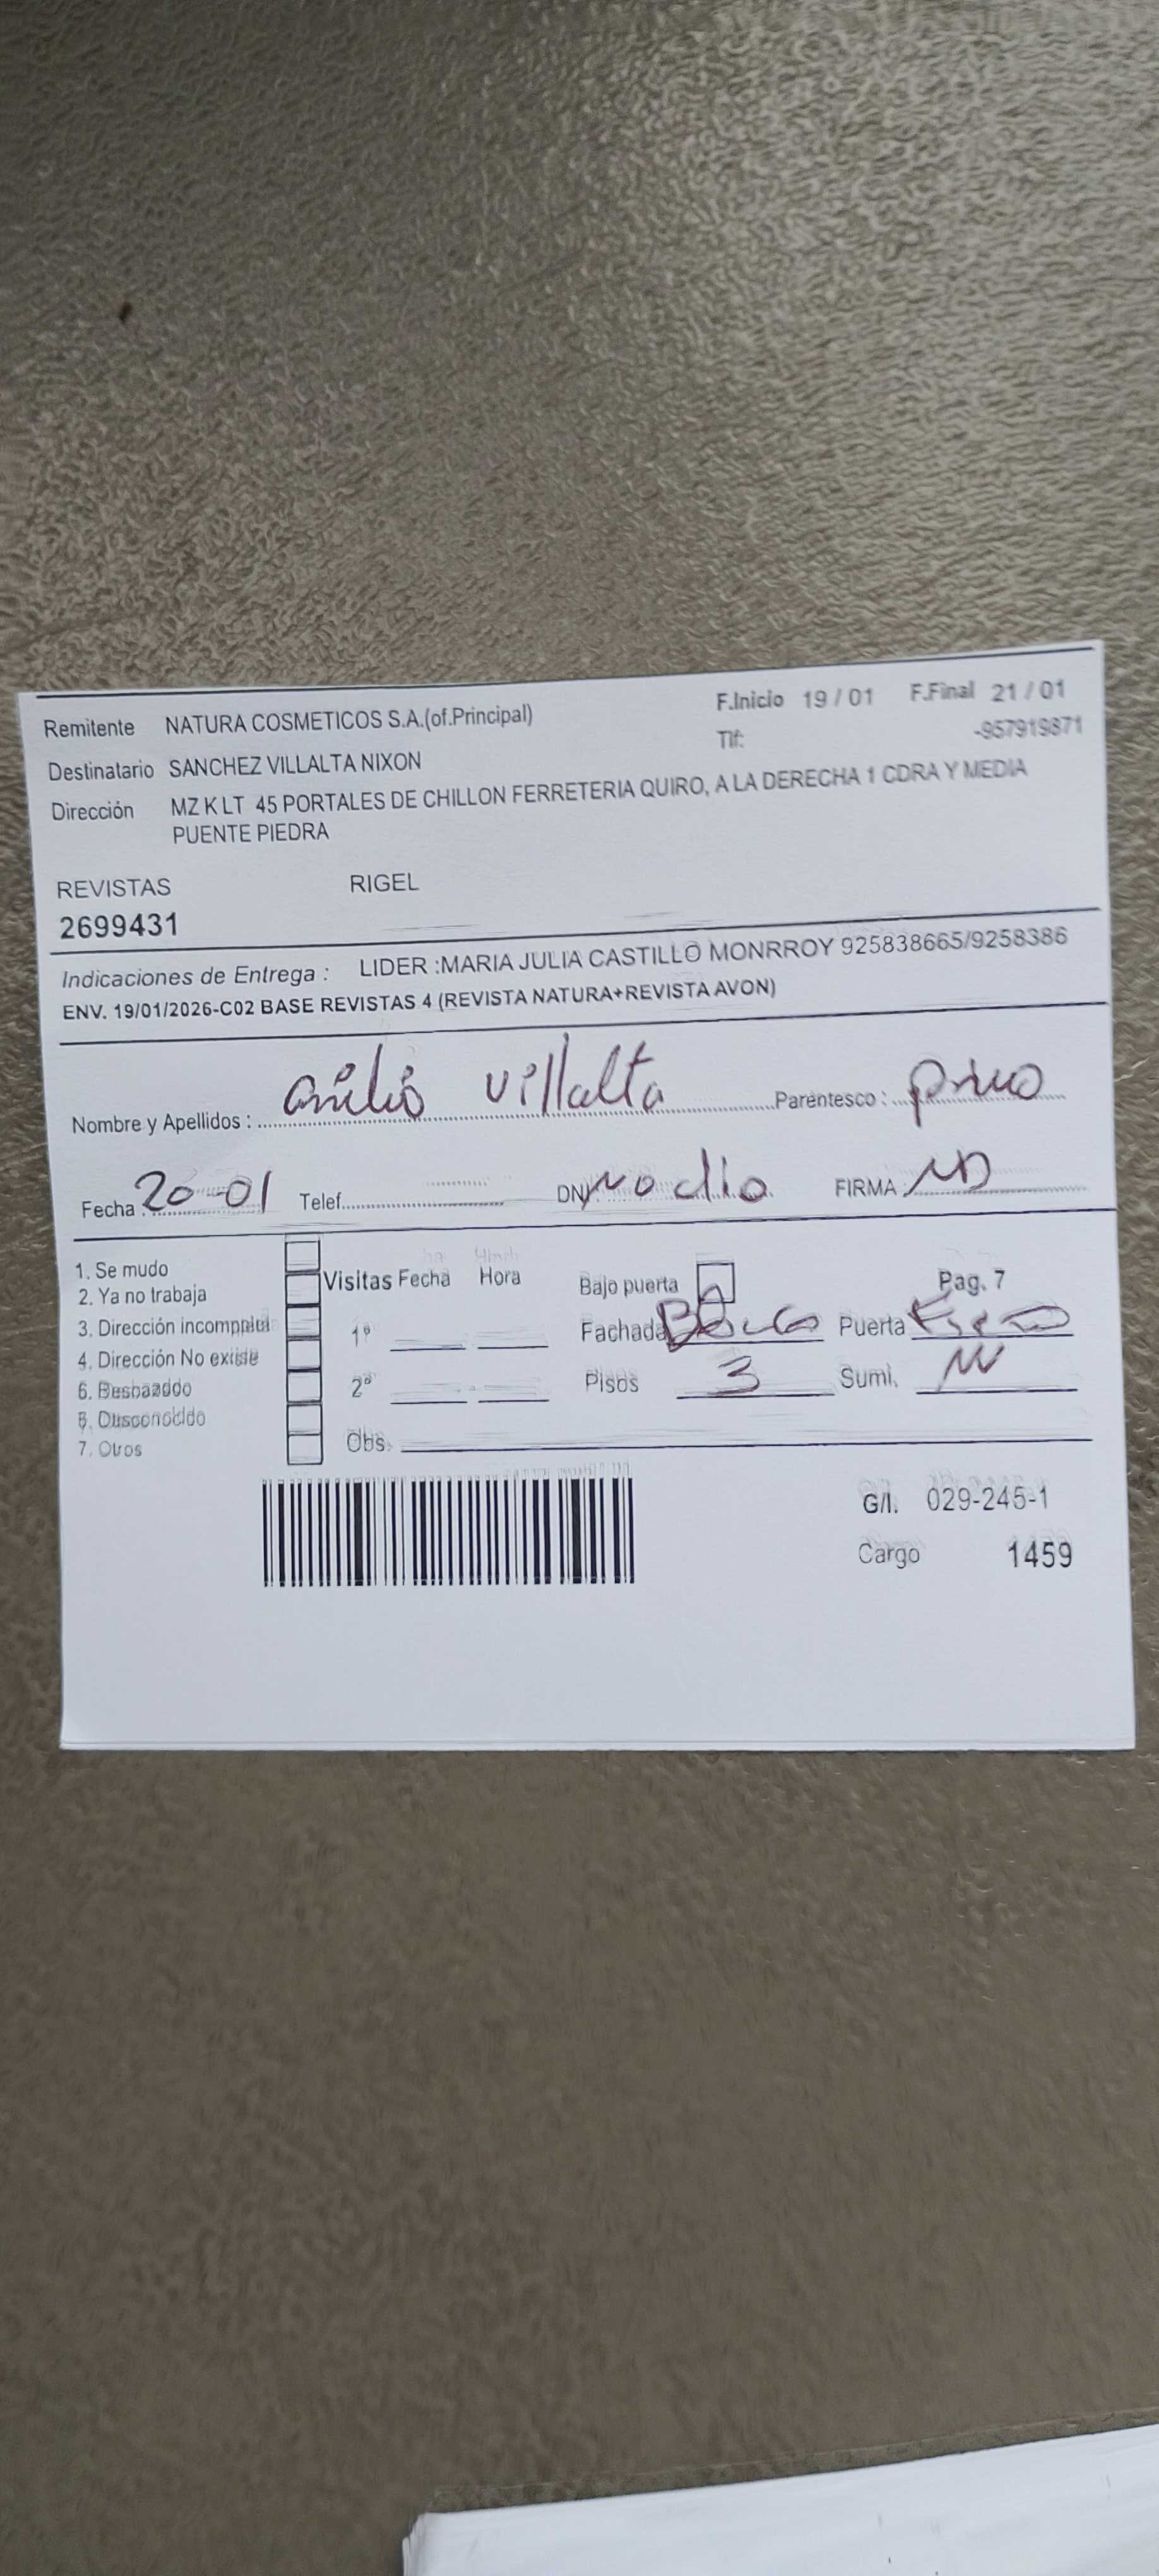 Remitente NATURA COSMETICOS S.A.(of.Principal) F.Inicio 19 / 01 F.Final 21 / 01
Tlf: -957919871
Destinatario SANCHEZ VILLALTA NIXON
Dirección MZ K LT 45 PORTALES DE CHILLON FERRETERIA QUIRO, A LA DERECHA 1 CDRA Y MEDIA
PUENTE PIEDRA
REVISTAS RIGEL
2699431
Indicaciones de Entrega : LIDER :MARIA JULIA CASTILLO MONRROY 925838665/9258386
ENV. 19/01/2026-C02 BASE REVISTAS 4 (REVISTA NATURA+REVISTA AVON)
Nombre y Apellidos : Villalta Parentesco : primo
Fecha : 20-01 Telef. DNI no dio FIRMA ND
1. Se mudo
2. Ya no trabaja Visitas Fecha Hora Bajo puerta Pag. 7
3. Dirección 1º Fachada Puerta
4. Dirección No existe
2º Pisos 3 Sumi.
7. Otros Obs.
G/I. 029-245-1
Cargo 1459